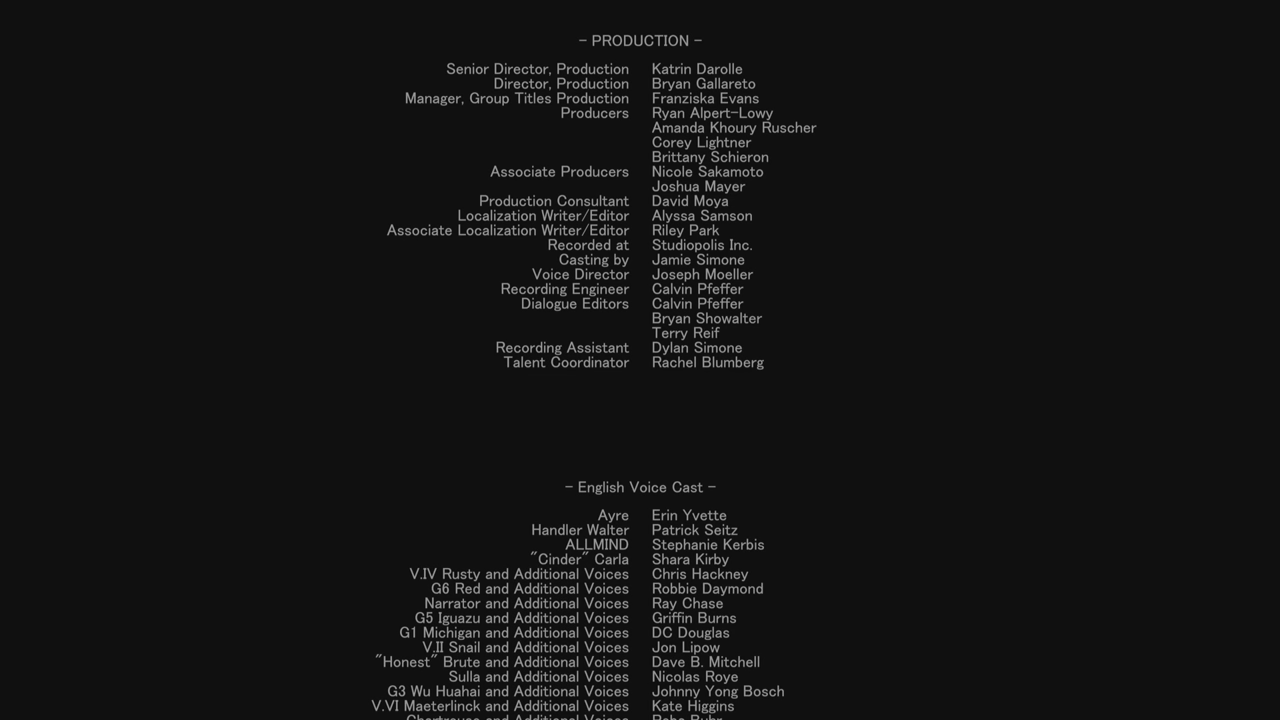 - PRODUCTION -
Senior Director, Production Katrin Darolle
Director, Production Bryan Gallareto
Manager, Group Titles Production Franziska Evans
Producers Ryan Alpert-Lowy
Amanda Khoury Ruscher
Corey Lightner
Brittany Schieron
Associate Producers Nicole Sakamoto
Joshua Mayer
Production Consultant David Moya
Localization Writer/Editor Alyssa Samson
Associate Localization Writer/Editor Riley Park
Recorded at Studiopolis Inc.
Casting by Jamie Simone
Voice Director Joseph Moeller
Recording Engineer Calvin Pfeffer
Dialogue Editors Calvin Pfeffer
Bryan Showalter
Terry Reif
Recording Assistant Dylan Simone
Talent Coordinator Rachel Blumberg
- English Voice Cast -
Ayre Erin Yvette
Handler Walter Patrick Seitz
ALLMIND Stephanie Kerbis
"Cinder" Carla Shara Kirby
V.IV Rusty and Additional Voices Chris Hackney
G6 Red and Additional Voices Robbie Daymond
Narrator and Additional Voices Ray Chase
G5 Iguazu and Additional Voices Griffin Burns
G1 Michigan and Additional Voices DC Douglas
V.II Snail and Additional Voices Jon Lipow
"Honest" Brute and Additional Voices Dave B. Mitchell
Sulla and Additional Voices Nicolas Roye
G3 Wu Huahai and Additional Voices Johnny Yong Bosch
V.VI Maeterlinck and Additional Voices Kate Higgins